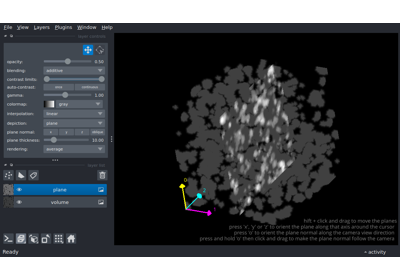 File View Layers Plugins Window Help
layer controls
opacity: 0.50
blending: additive
contrast limits:
auto-contrast: once continuous
gamma: 1.00
colormap: gray
interpolation: linear
depiction: plane
plane normal: x y z oblique
plane thickness: 10.00
rendering: average
layer list
plane
volume
hift + click and drag to move the planes
press 'x', 'y' or 'z' to orient the plane along that axis around the cursor
press 'o' to orient the plane normal along the camera view direction
press and hold 'o' then click and drag to make the plane normal follow the camera
Ready
activity